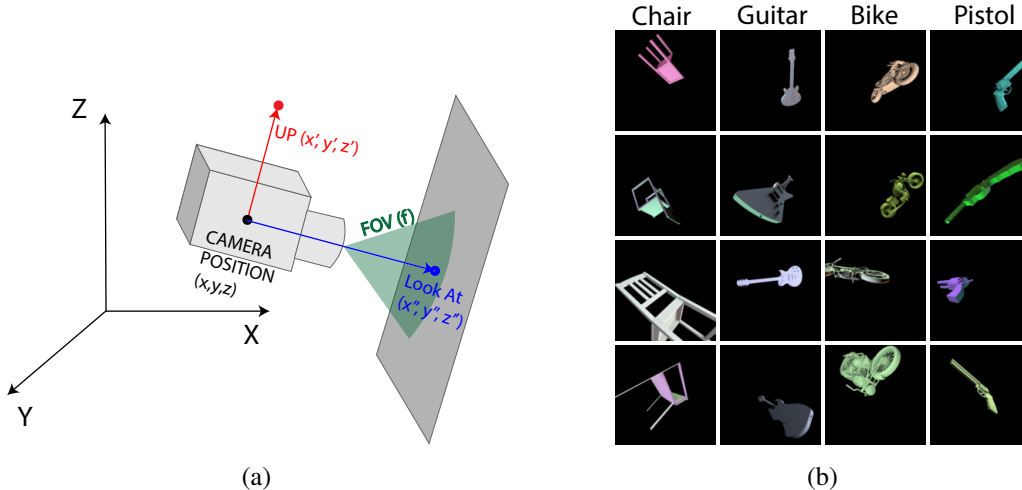 Z
UP (x', y', z')
FOV (f)
CAMERA
POSITION
(x,y,z)
Look At
(x'', y'', z'')
X
Y
(a)
Chair Guitar Bike Pistol
(b)